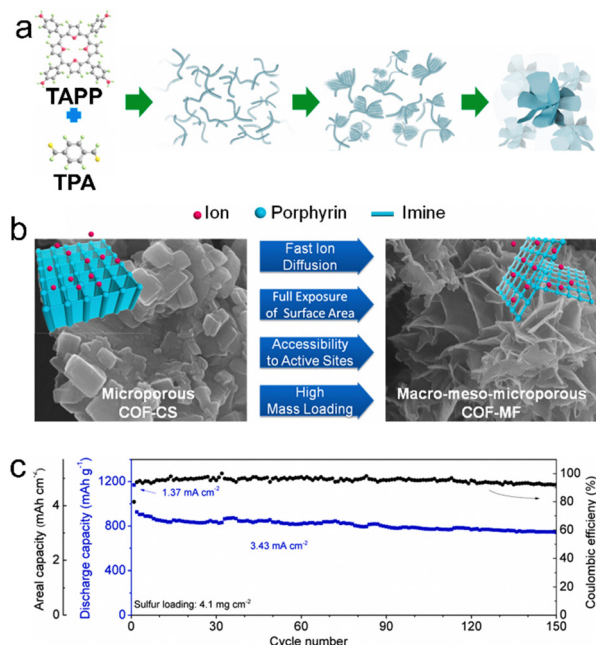 a
TAPP
TPA
Ion
Porphyrin
Imine
b
Fast Ion
Diffusion
Full Exposure
of Surface Area
Accessibility
to Active Sites
High
Mass Loading
Microporous
COF-CS
Macro-meso-microporous
COF-MF
c
Areal capacity (mAh cm⁻²)
4
2
0
Discharge capacity (mAh g⁻¹)
1200
800
400
0
1.37 mA cm⁻²
3.43 mA cm⁻²
Sulfur loading: 4.1 mg cm⁻²
100
80
60
40
20
0
Coulombic efficieny (%)
0
30
60
90
120
150
Cycle number